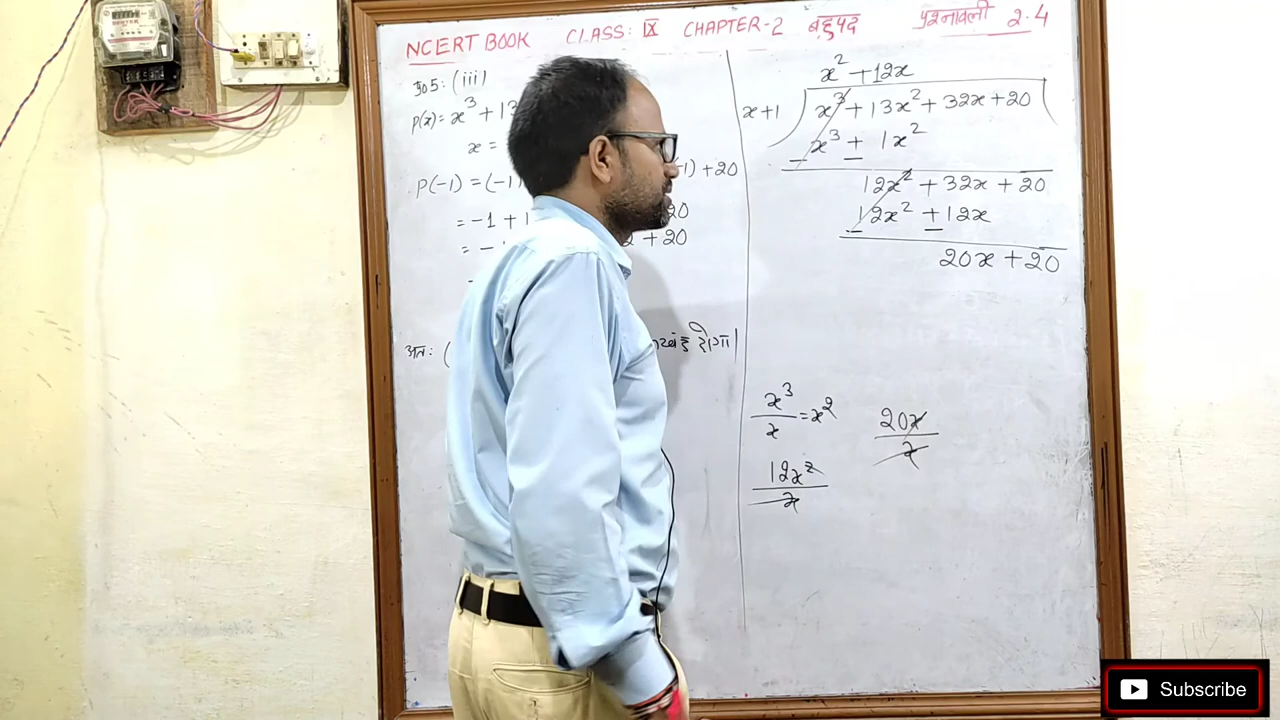 NCERT BOOK CLASS: IX CHAPTER-2 बहुपद प्रश्नावली 2.4
उ०5: (iii)
p(x) = x³ + 13
x =
p(-1) = (-1) -1) + 20
= -1 + 1 20
= - 2 + 20
-
अतः ( होगा।
x² + 12x
x+1 ) x³ + 13x² + 32x + 20
x³ + 1x²
— —
12x² + 32x + 20
12x² + 12x
— —
20x + 20
x³/x = x²
20x/x
12x²/x
Subscribe